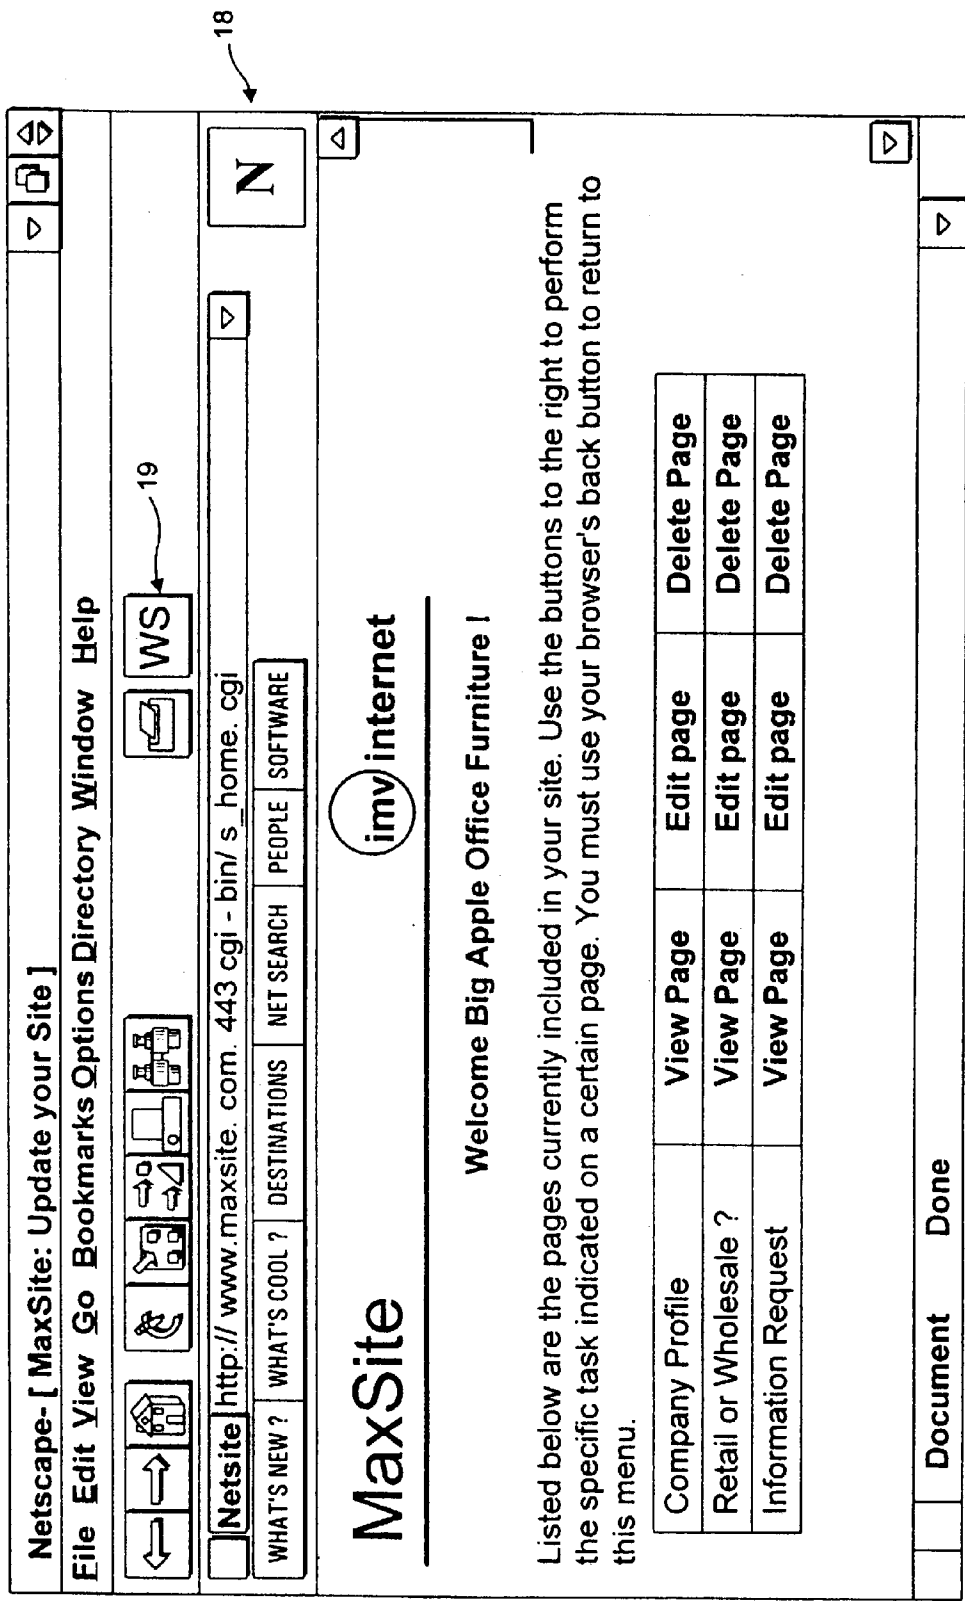 Netscape- [ MaxSite: Update your Site ]
File Edit View Go Bookmarks Options Directory Window Help
WS
19
18
Netsite http:// www.maxsite. com. 443 cgi - bin/ s_home. cgi
N
WHAT'S NEW ? WHAT'S COOL ? DESTINATIONS NET SEARCH PEOPLE SOFTWARE
MaxSite imv internet
Welcome Big Apple Office Furniture !
Listed below are the pages currently included in your site. Use the buttons to the right to perform
the specific task indicated on a certain page. You must use your browser's back button to return to
this menu.
Company Profile View Page Edit page Delete Page
Retail or Wholesale ? View Page Edit page Delete Page
Information Request View Page Edit page Delete Page
Document Done